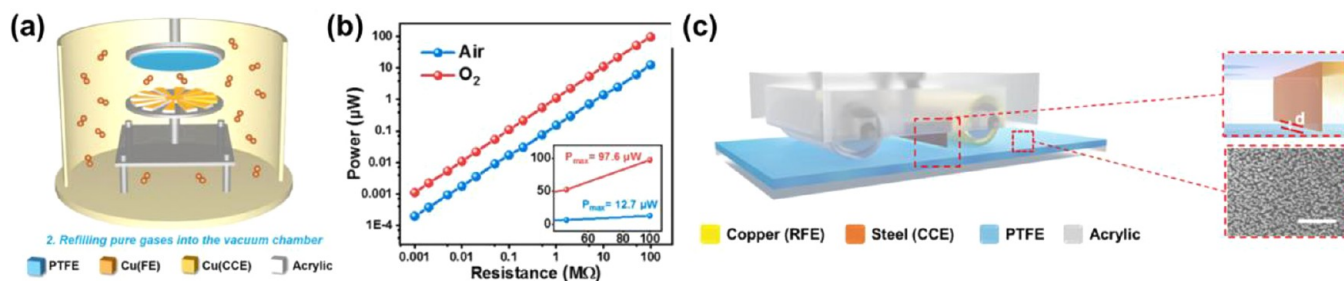 (a)
2. Refilling pure gases into the vacuum chamber
PTFE Cu(FE) Cu(CCE) Acrylic
(b)
Power (μW)
100
10
1
0.1
0.01
0.001
1E-4
Air
O₂
Pmax= 97.6 μW
Pmax= 12.7 μW
100
50
0
60 80 100
0.001 0.01 0.1 1 10 100
Resistance (MΩ)
(c)
d
Copper (RFE) Steel (CCE) PTFE Acrylic